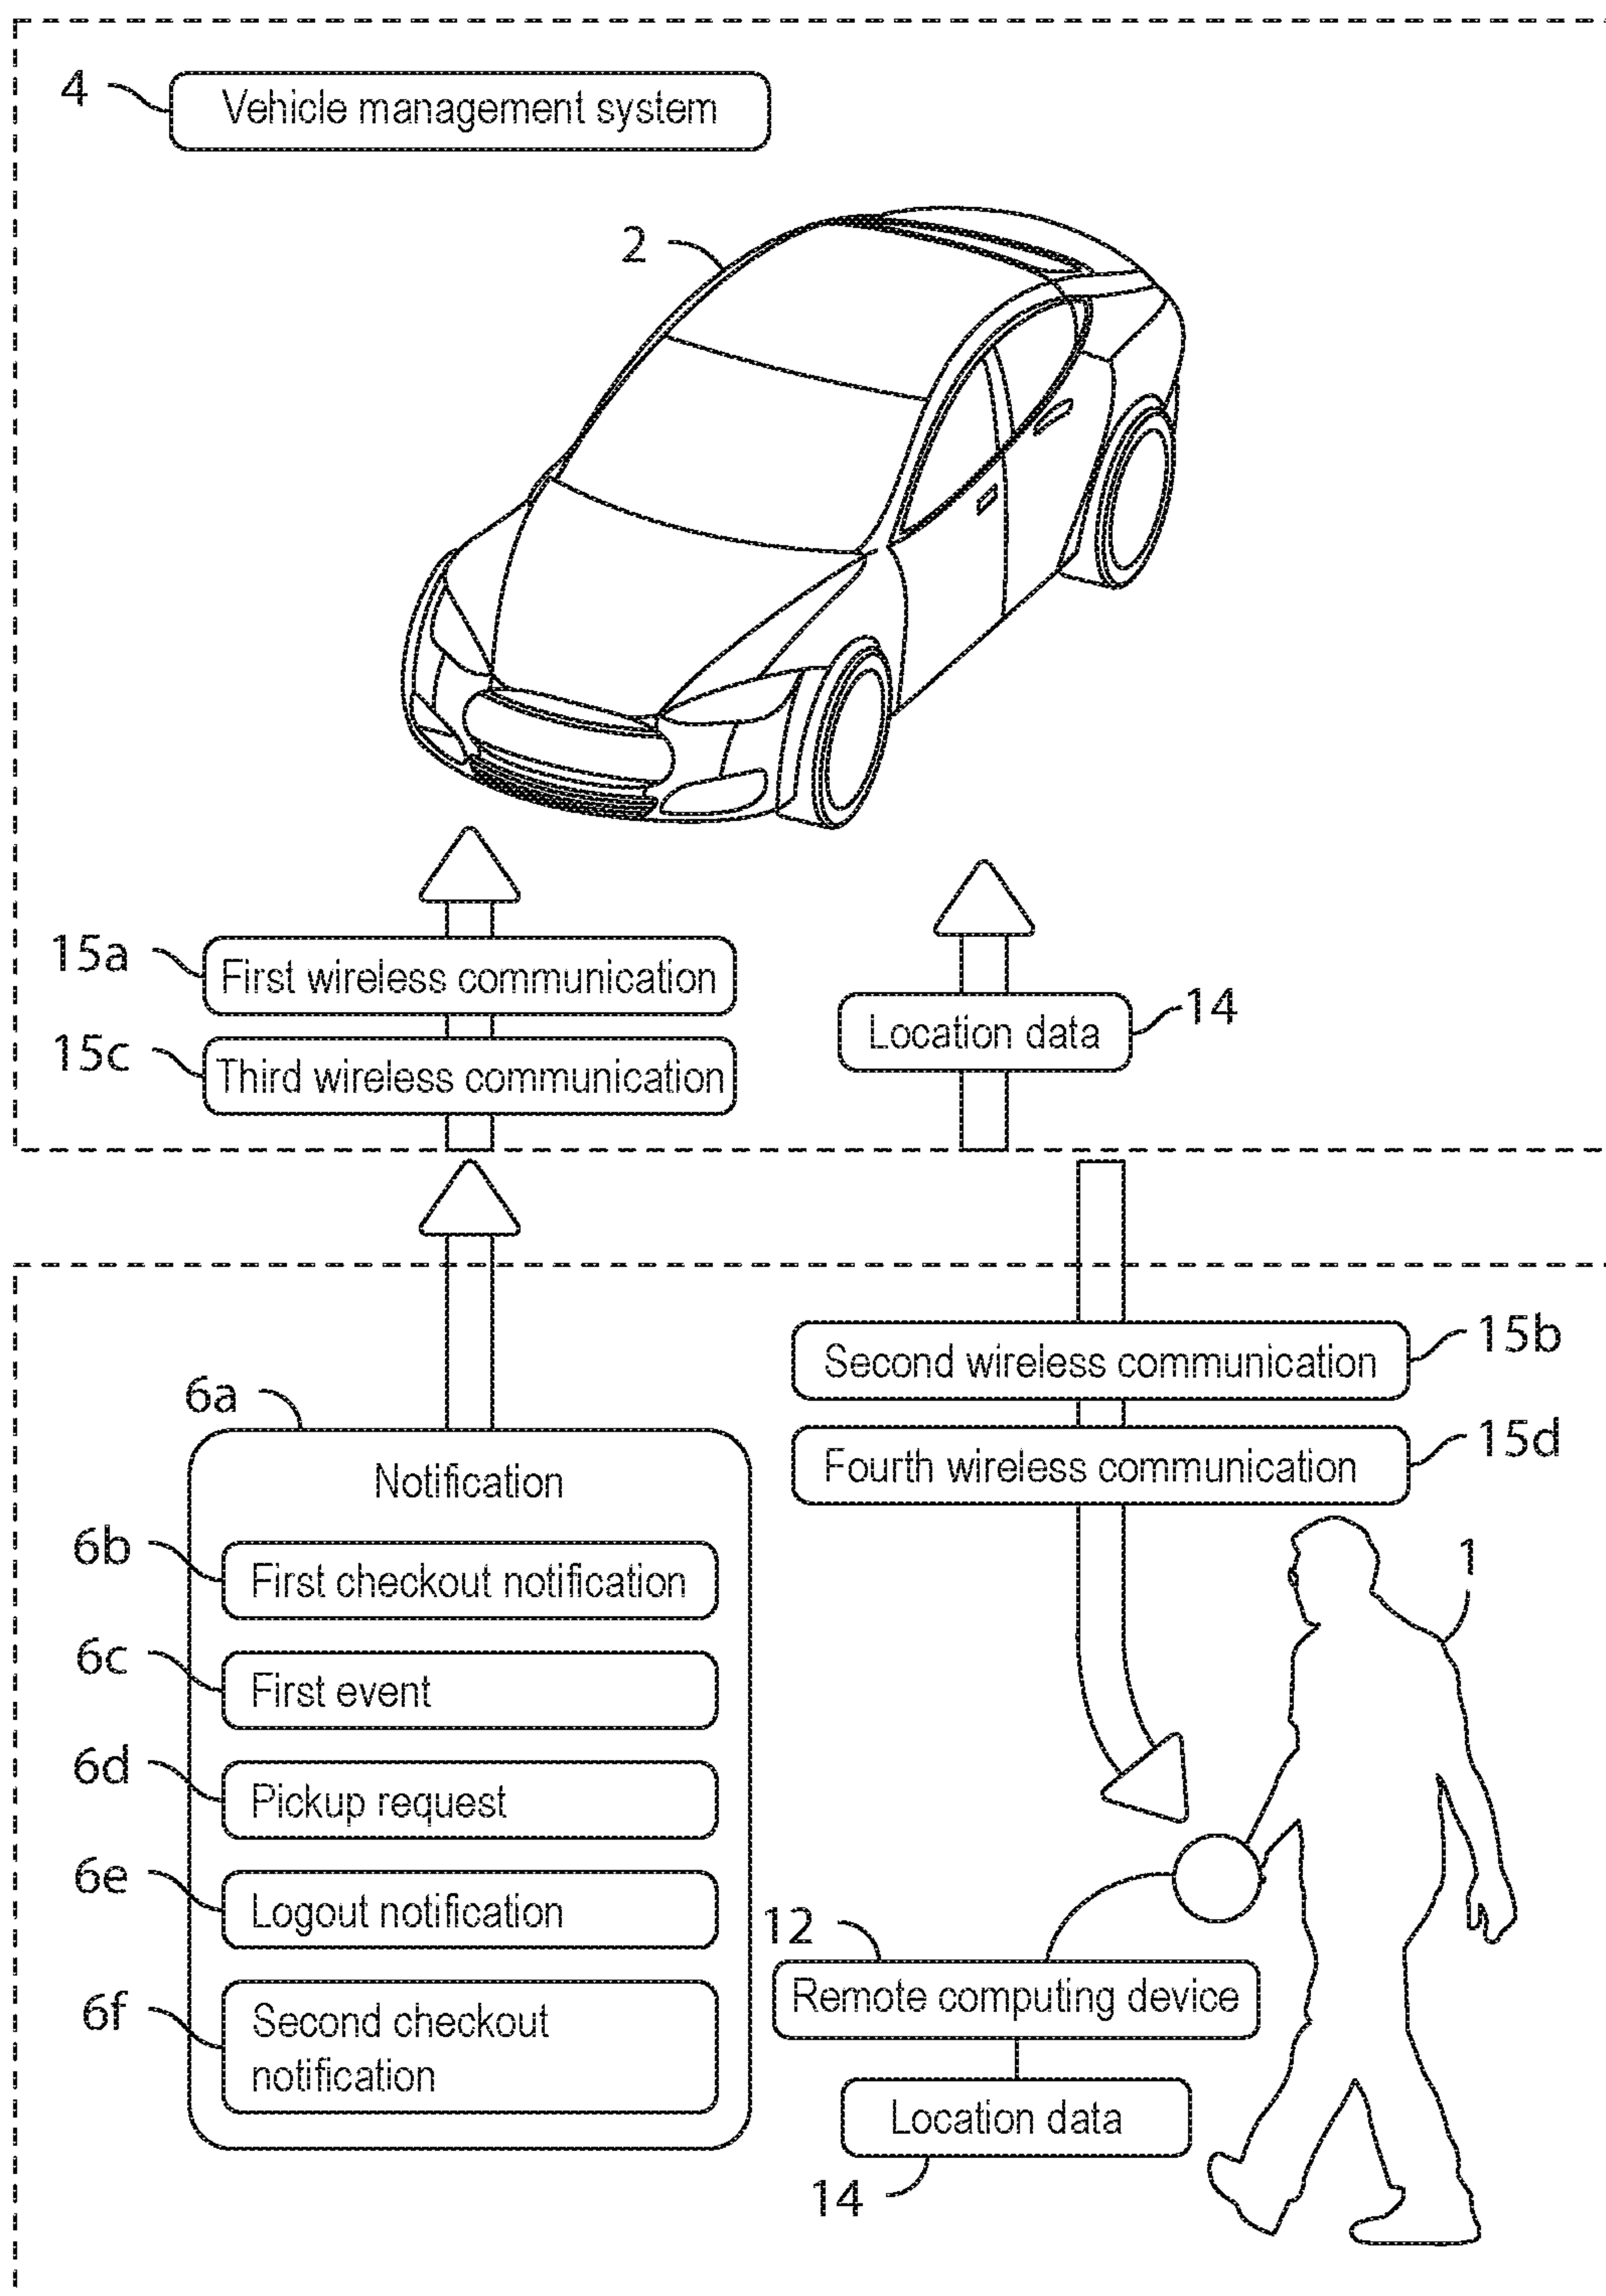 4 Vehicle management system
2
15a First wireless communication
14 Location data
15c Third wireless communication
15b Second wireless communication
6a
15d Fourth wireless communication
Notification
6b First checkout notification
1
6c First event
6d Pickup request
6e Logout notification
12 Remote computing device
6f Second checkout
notification
Location data
14